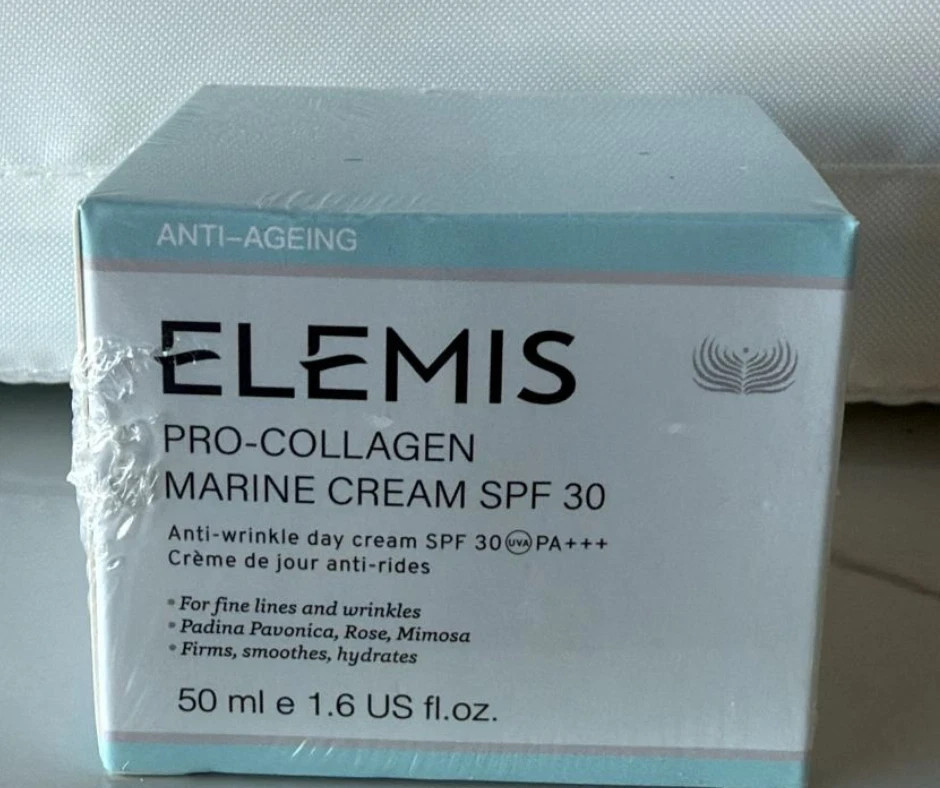 ANTI–AGEING
ELEMIS
PRO-COLLAGEN
MARINE CREAM SPF 30
Anti-wrinkle day cream SPF 30 UVA PA+++
Crème de jour anti-rides
• For fine lines and wrinkles
• Padina Pavonica, Rose, Mimosa
• Firms, smoothes, hydrates
50 ml e 1.6 US fl.oz.